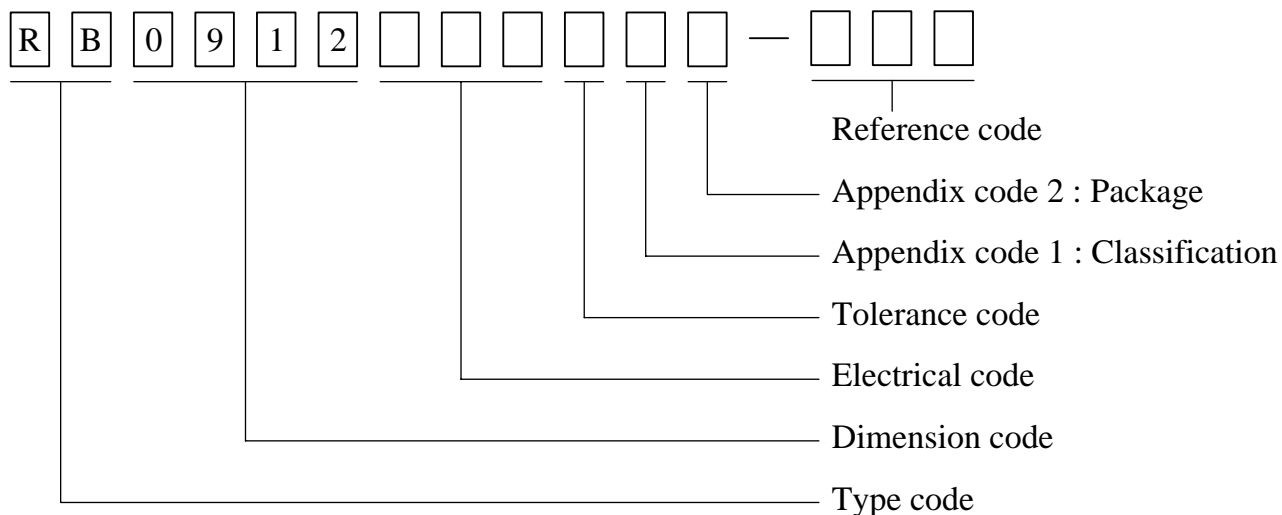 R B 0 9 1 2 —
Reference code
Appendix code 2 : Package
Appendix code 1 : Classification
Tolerance code
Electrical code
Dimension code
Type code